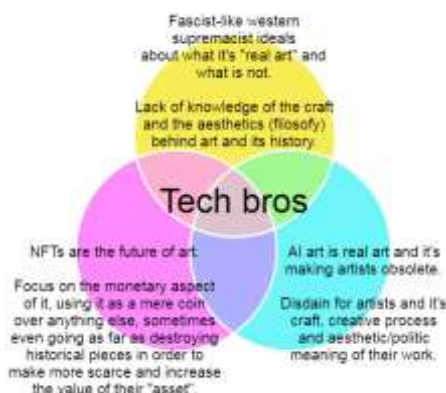 Fascist-like western
supremacist ideals
about what it's "real art" and
what is not.
Lack of knowledge of the craft
and the aesthetics (filosofy)
behind art and its history.
Tech bros
NFTs are the future of art.
Focus on the monetary aspect
of it, using it as a mere coin
over anything else, sometimes
even going as far as destroying
historical pieces in order to
make more scarce and increase
the value of their "asset".
AI art is real art and it's
making artists obsolete.
Disdain for artists and it's
craft, creative process
and aesthetic/politic
meaning of their work.